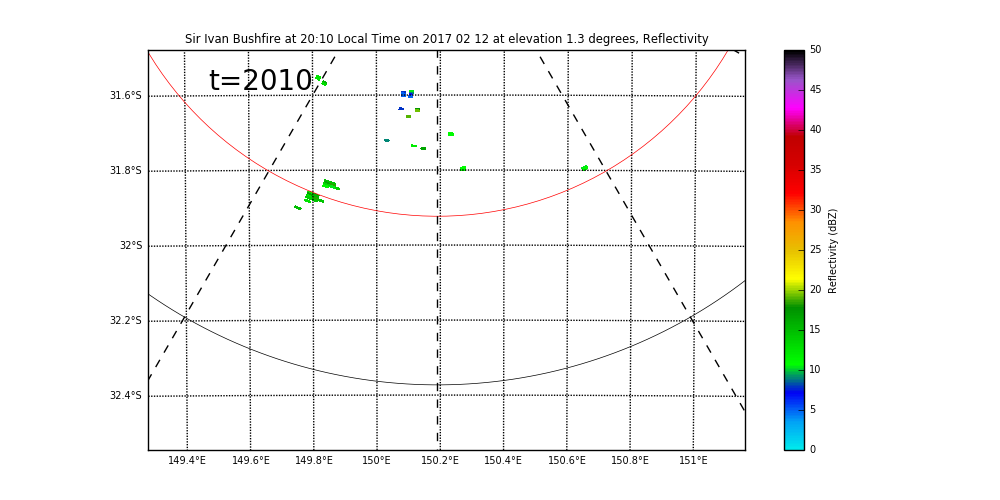 Sir Ivan Bushfire at 20:10 Local Time on 2017 02 12 at elevation 1.3 degrees, Reflectivity
t=2010
31.6°S
31.8°S
32°S
32.2°S
32.4°S
149.4°E 149.6°E 149.8°E 150°E 150.2°E 150.4°E 150.6°E 150.8°E 151°E
50
45
40
35
30
25
20
15
10
5
0
Reflectivity (dBZ)